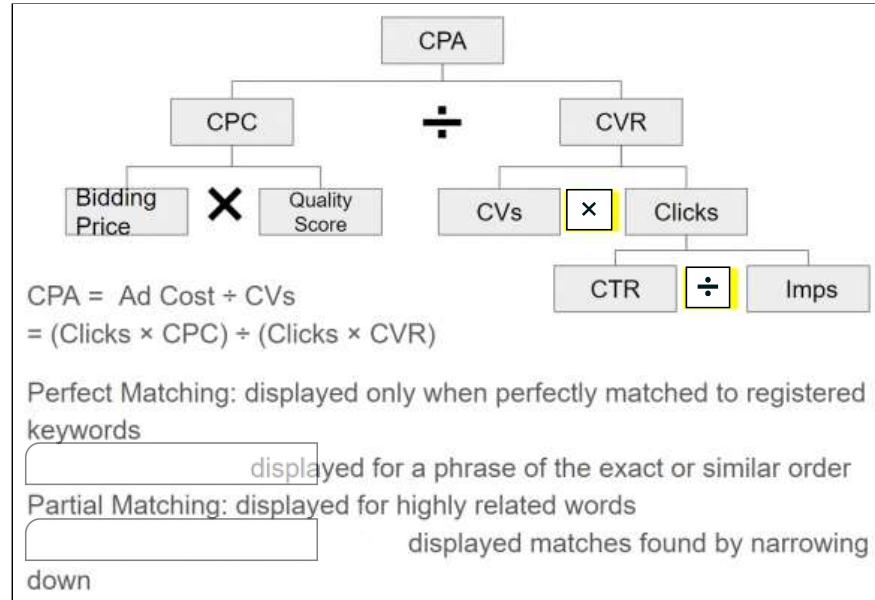 CPA
CPC ÷ CVR
Bidding
Price × Quality
Score CVs × Clicks
CTR ÷ Imps
CPA = Ad Cost ÷ CVs
= (Clicks × CPC) ÷ (Clicks × CVR)
Perfect Matching: displayed only when perfectly matched to registered
keywords
displayed for a phrase of the exact or similar order
Partial Matching: displayed for highly related words
displayed matches found by narrowing
down